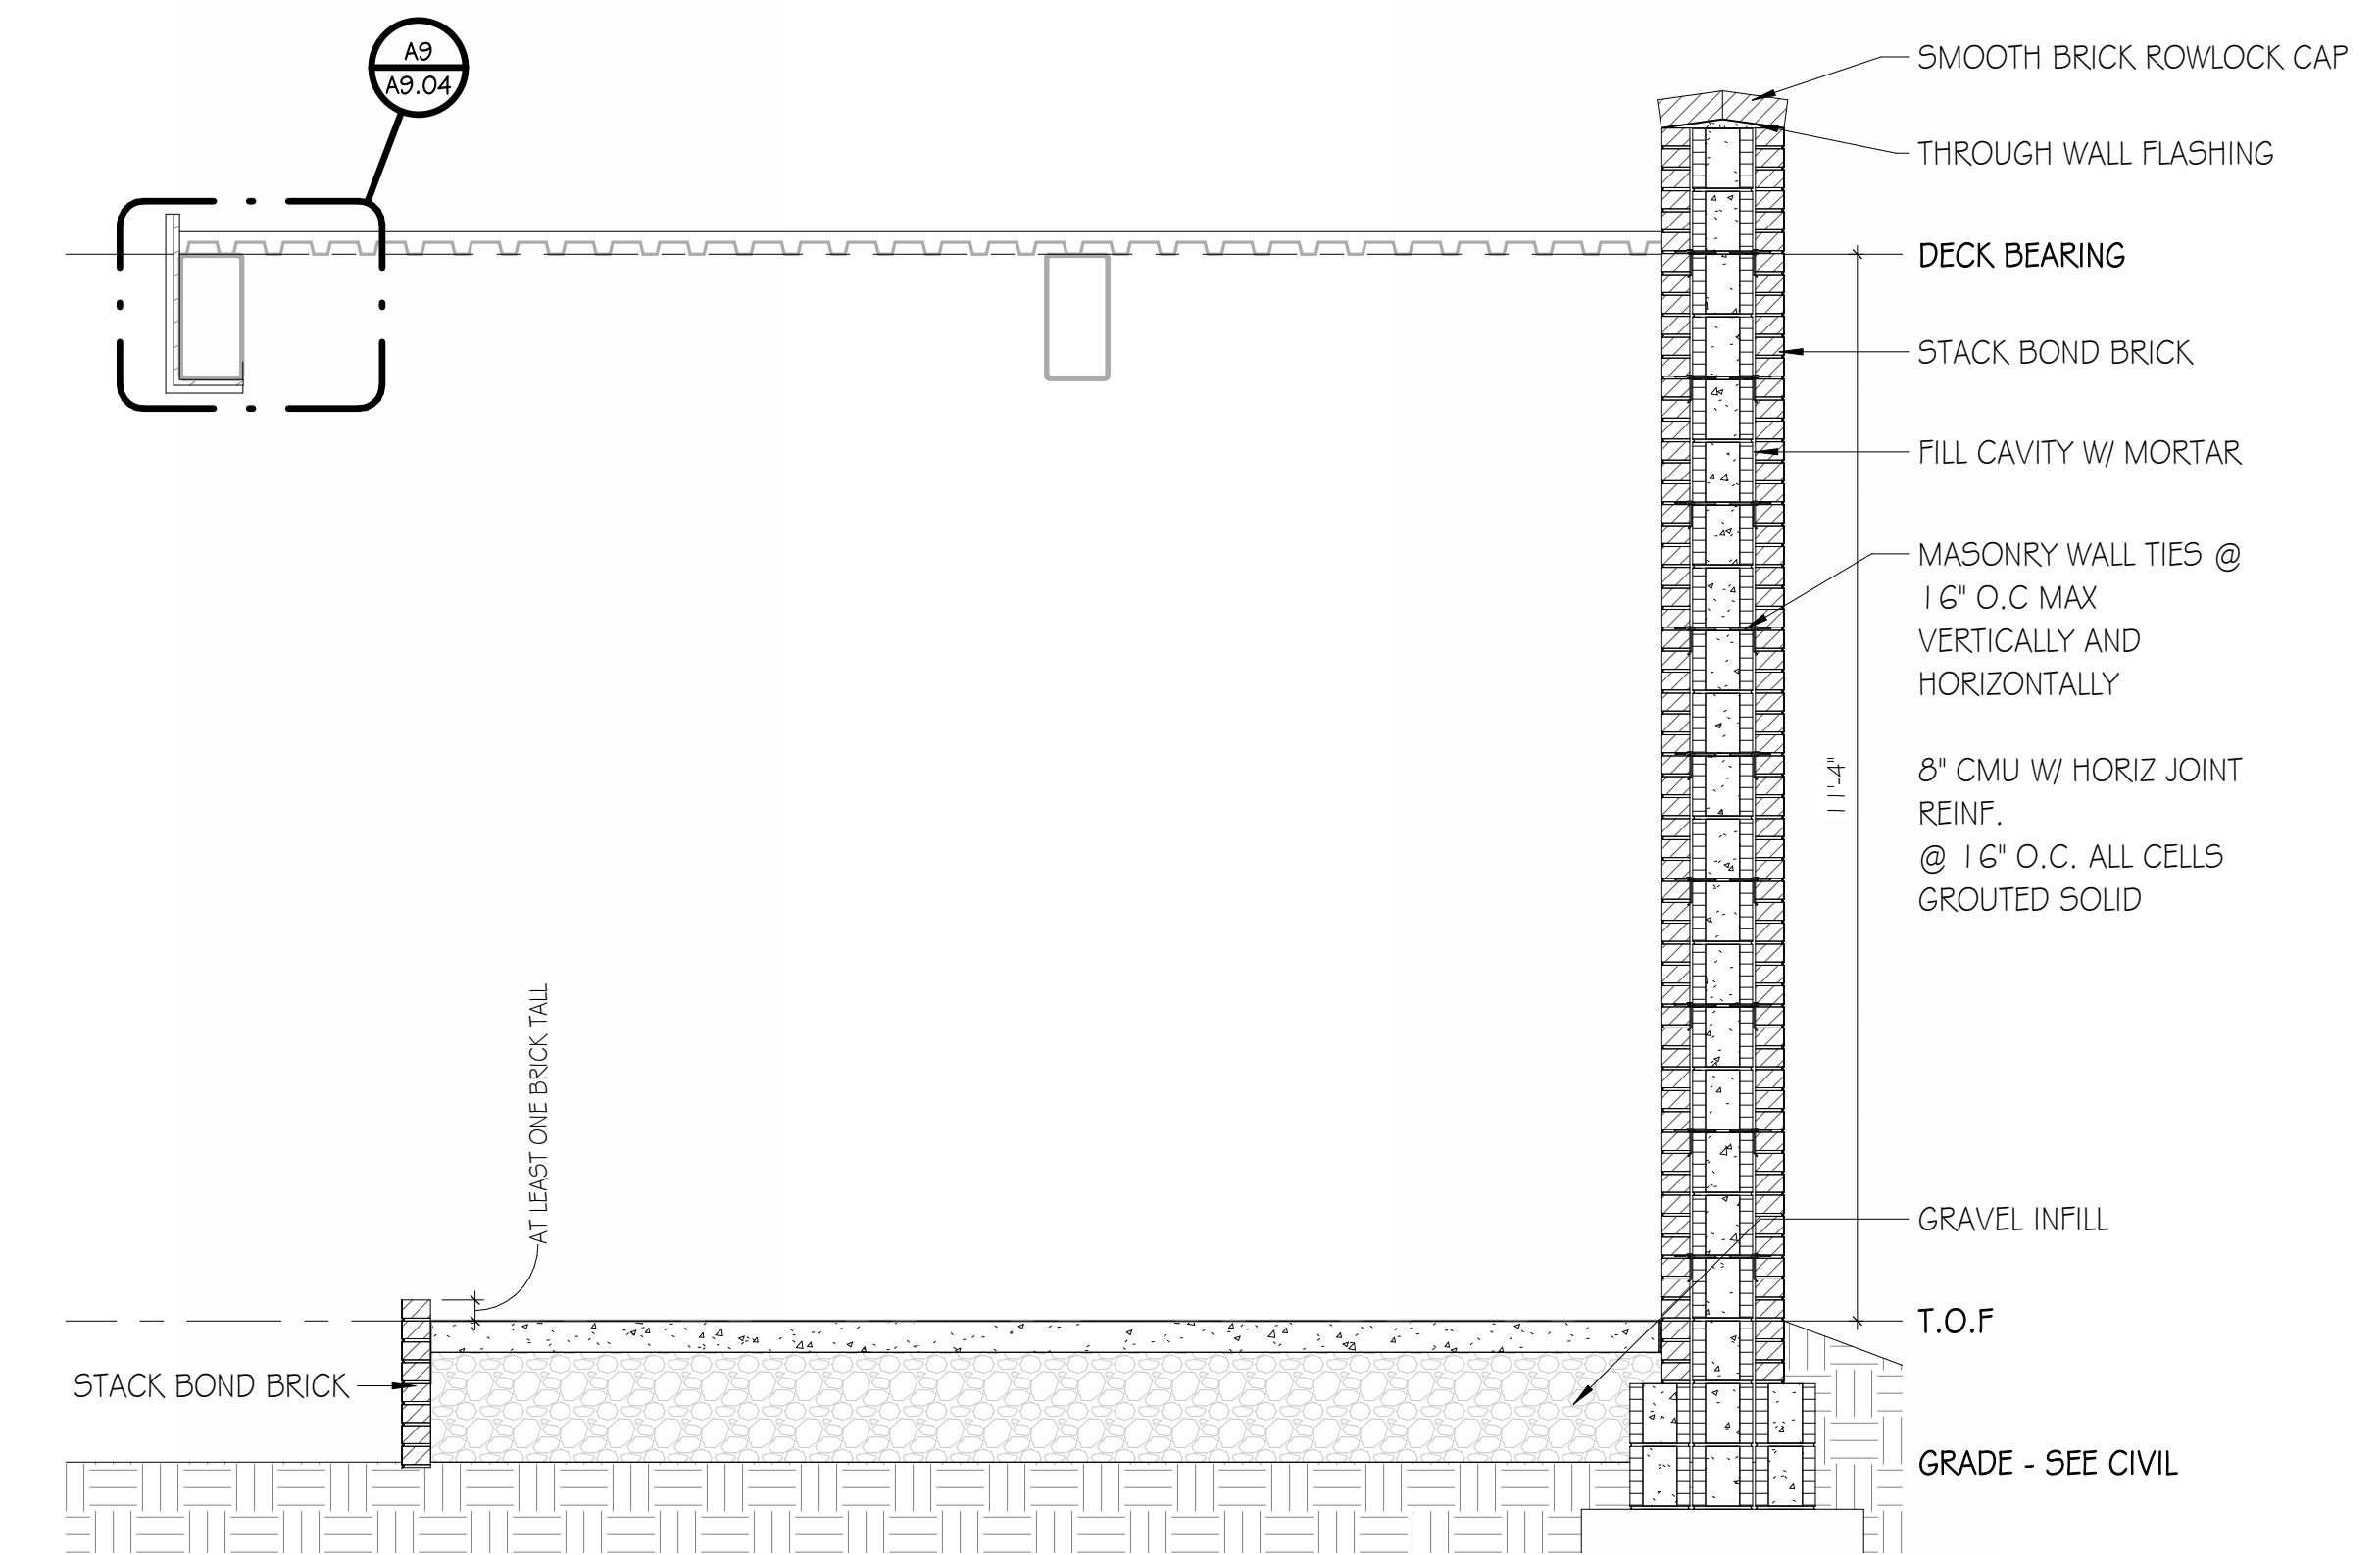 A9
A9.04
SMOOTH BRICK ROWLOCK CAP
THROUGH WALL FLASHING
DECK BEARING
STACK BOND BRICK
FILL CAVITY W/ MORTAR
MASONRY WALL TIES @
16" O.C MAX
VERTICALLY AND
HORIZONTALLY
8" CMU W/ HORIZ JOINT
REINF.
@ 16" O.C. ALL CELLS
GROUTED SOLID
11'-4"
AT LEAST ONE BRICK TALL
GRAVEL INFILL
T.O.F
STACK BOND BRICK
GRADE - SEE CIVIL